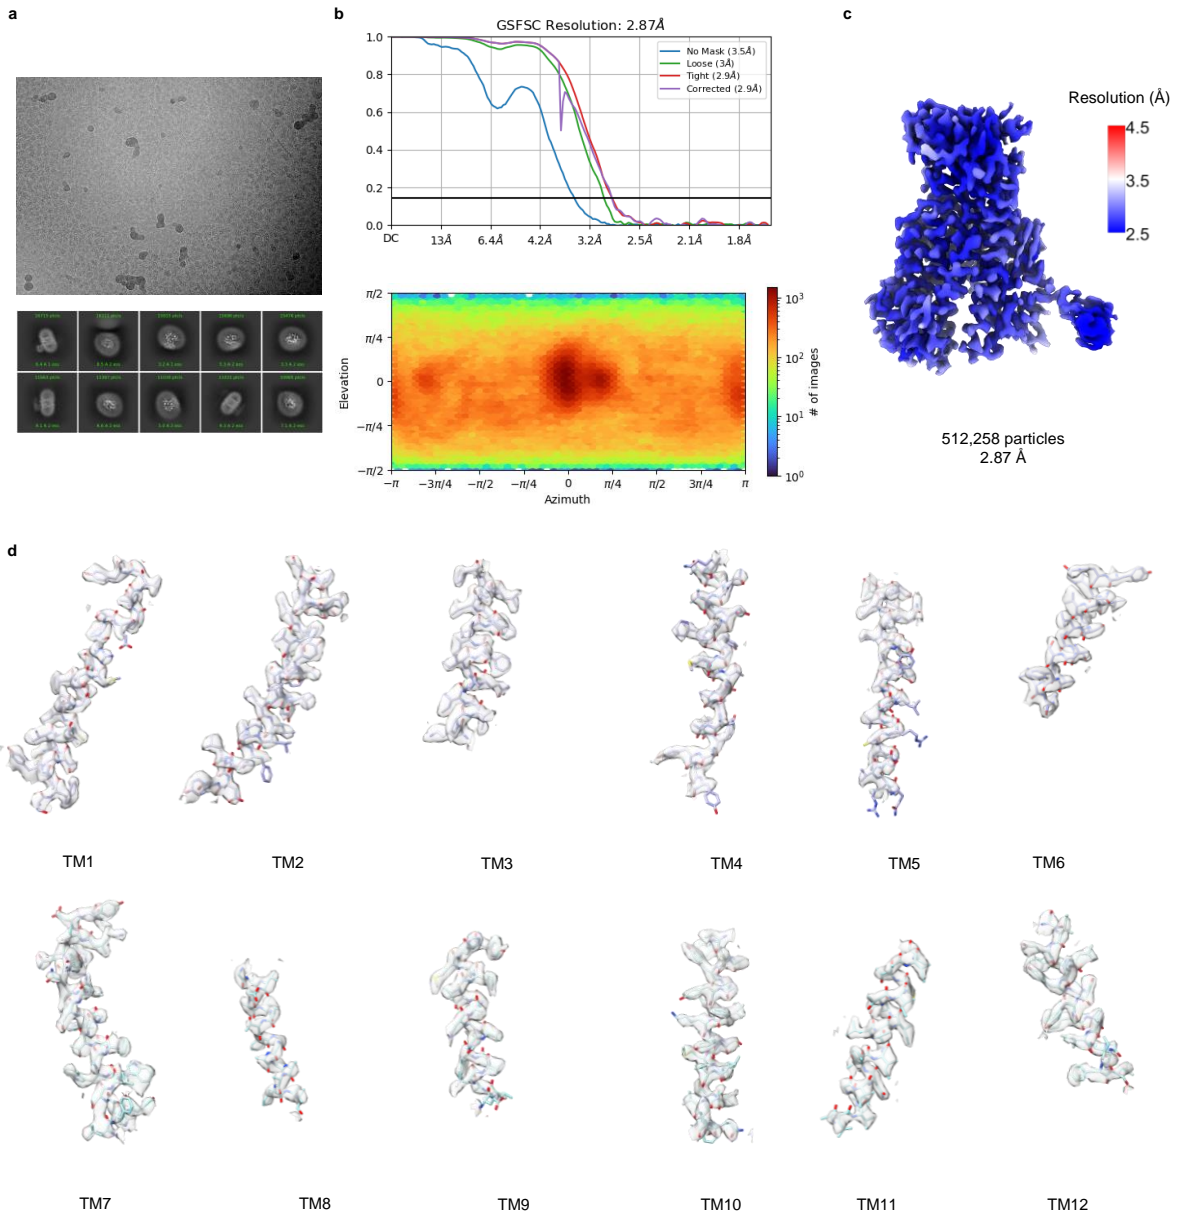 a
b
c
GSFSC Resolution: 2.87Å
1.0
0.8
0.6
0.4
0.2
0.0
No Mask (3.5Å)
Loose (3Å)
Tight (2.9Å)
Corrected (2.9Å)
DC
13Å
6.4Å
4.2Å
3.2Å
2.5Å
2.1Å
1.8Å
Resolution (Å)
4.5
3.5
2.5
π/2
π/4
0
−π/4
−π/2
Elevation
−π
−3π/4
−π/2
−π/4
0
π/4
π/2
3π/4
π
Azimuth
10³
10²
10¹
10⁰
# of images
512,258 particles
2.87 Å
d
TM1
TM2
TM3
TM4
TM5
TM6
TM7
TM8
TM9
TM10
TM11
TM12